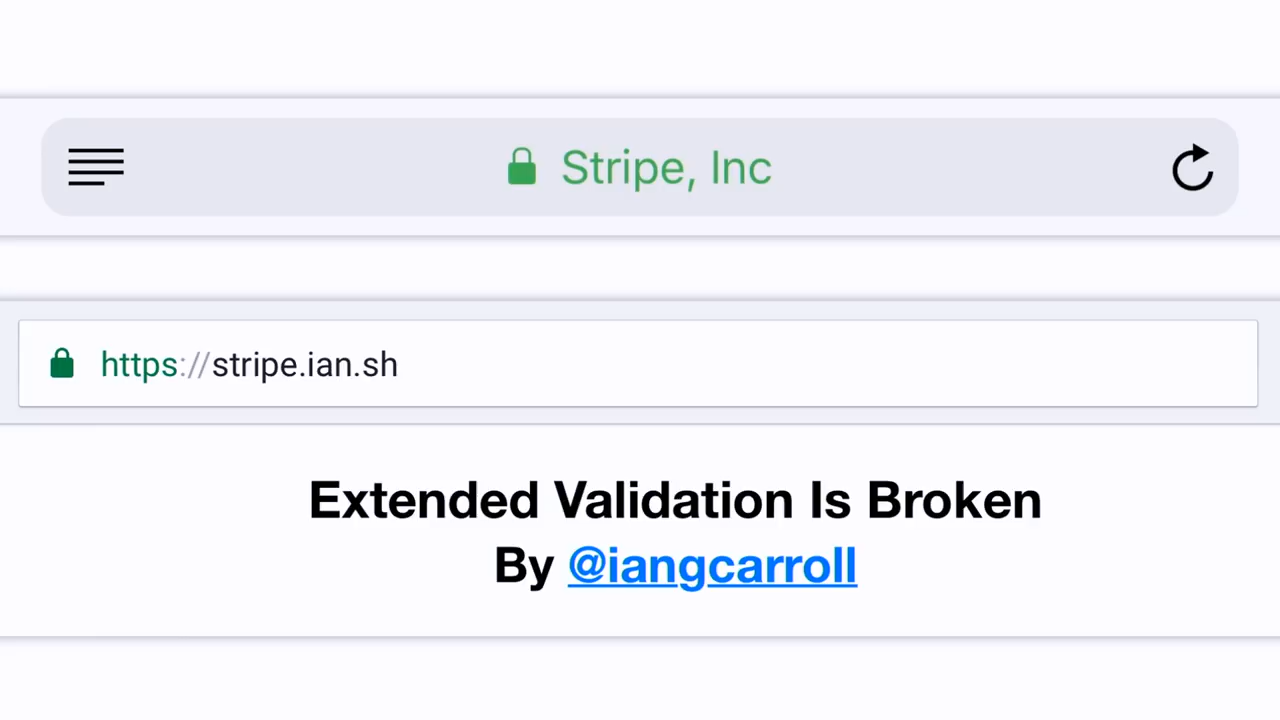 Stripe, Inc
https://stripe.ian.sh
Extended Validation Is Broken
By @iangcarroll